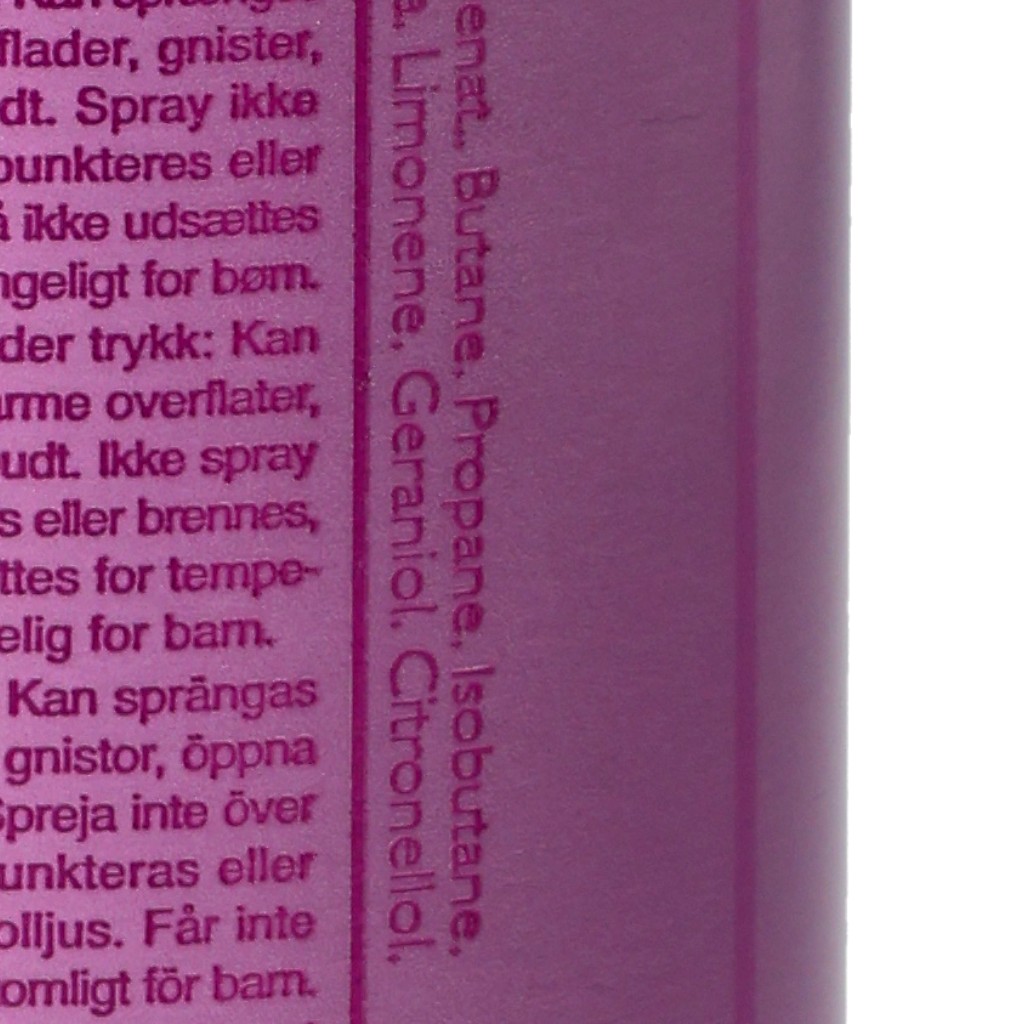 flader, gnister,
dt. Spray ikke
punkteres eller
å ikke udsættes
ngeligt for børn.
der trykk: Kan
arme overflater,
udt. Ikke spray
s eller brennes,
ttes for tempe-
elig for barn.
Kan sprängas
gnistor, öppna
Spreja inte över
unkteras eller
olljus. Får inte
omligt för barn.
enat, Butane, Propane, Isobutane,
a, Limonene, Geraniol, Citronellol,